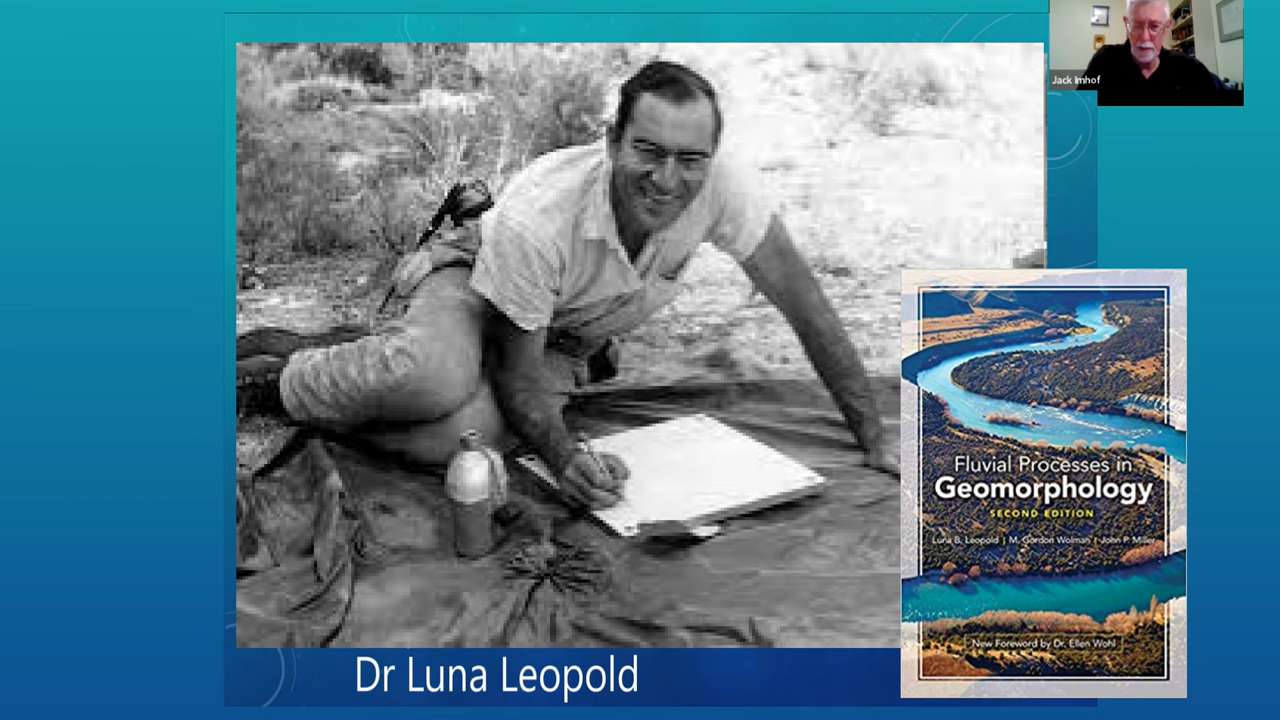 Jack Imhof
Fluvial Processes in
Geomorphology
SECOND EDITION
Luna B. Leopold | M. Gordon Wolman | John P. Miller
New Foreword by Dr. Ellen Wohl
Dr Luna Leopold